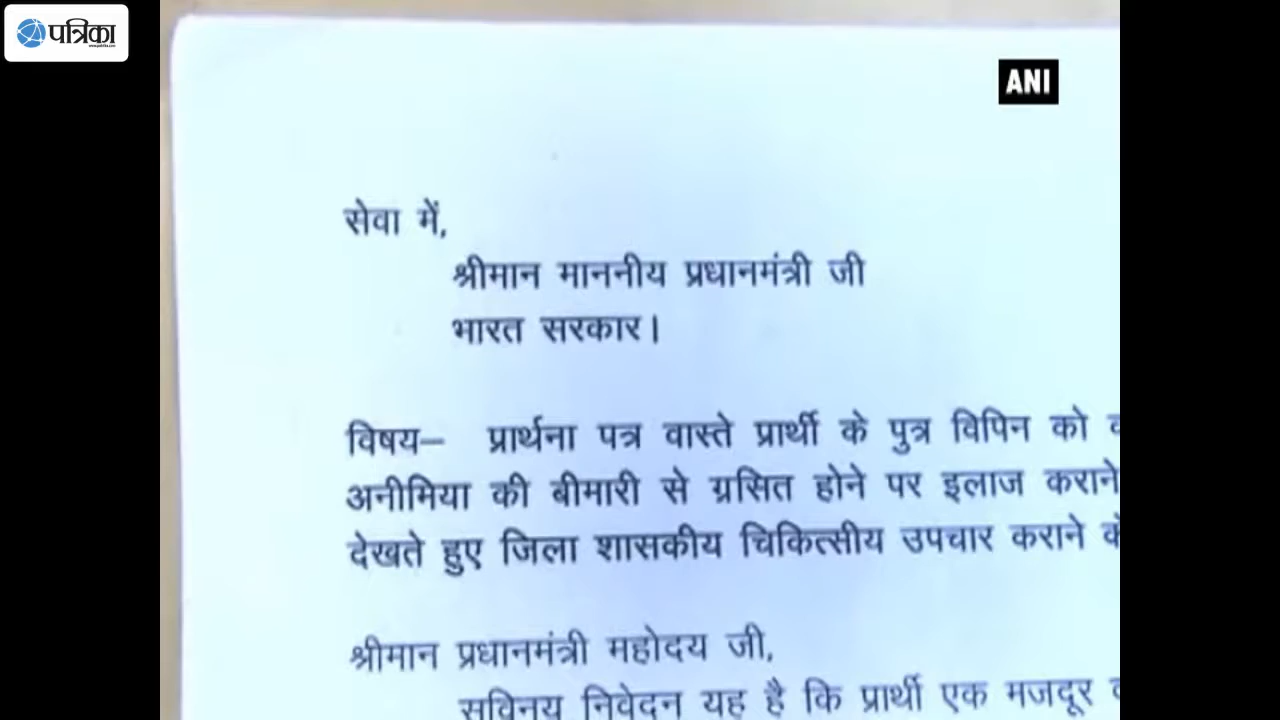 पत्रिका
ANI
सेवा में,
श्रीमान माननीय प्रधानमंत्री जी
भारत सरकार।
विषय– प्रार्थना पत्र वास्ते प्रार्थी के पुत्र विपिन को
अनीमिया की बीमारी से ग्रसित होने पर इलाज कराने
देखते हुए जिला शासकीय चिकित्सीय उपचार कराने
श्रीमान प्रधानमंत्री महोदय जी,
सविनय निवेदन यह है कि प्रार्थी एक मजदूर